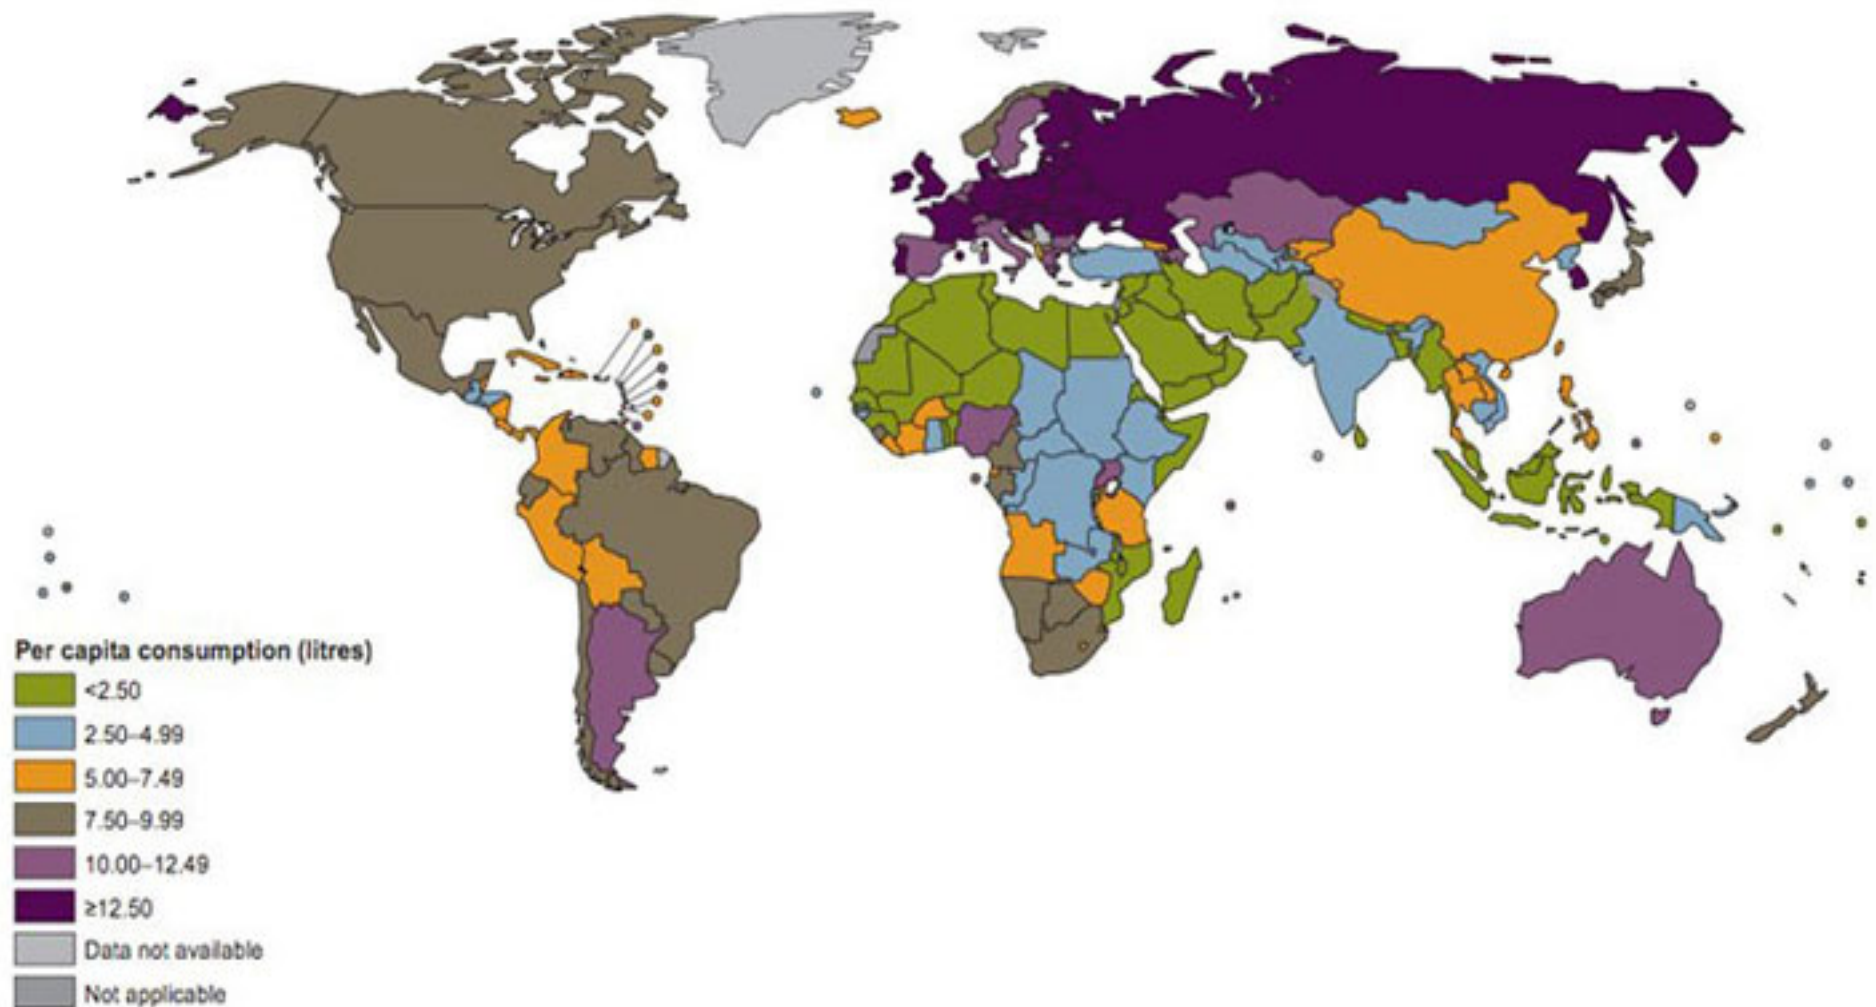 Per capita consumption (litres)
<2.50
2.50–4.99
5.00–7.49
7.50–9.99
10.00–12.49
≥12.50
Data not available
Not applicable